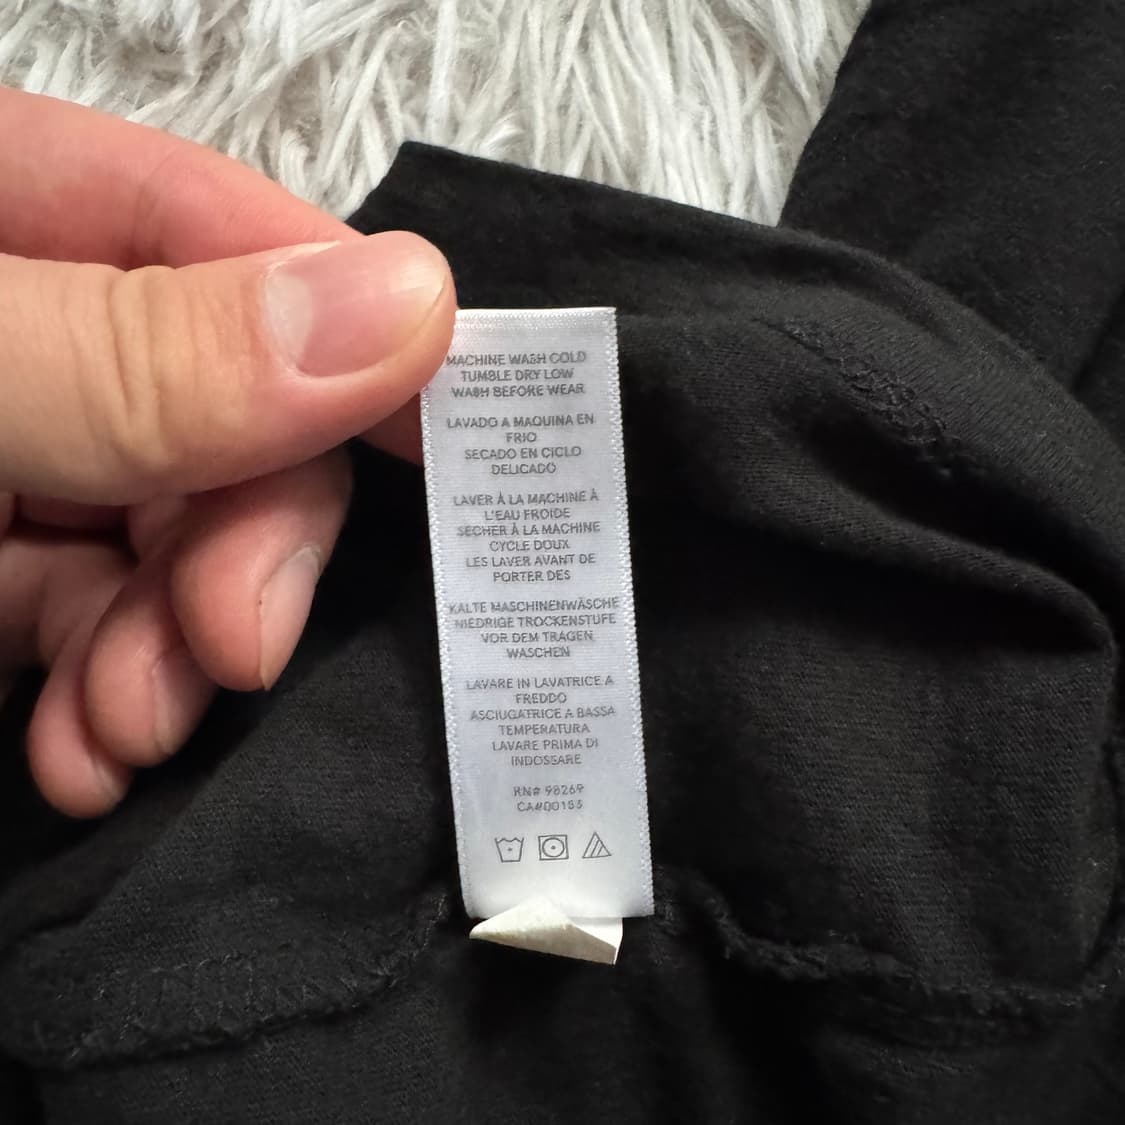 MACHINE WASH COLD
TUMBLE DRY LOW
WASH BEFORE WEAR
LAVADO A MAQUINA EN
FRIO
SECADO EN CICLO
DELICADO
LAVER À LA MACHINE À
L'EAU FROIDE
SÉCHER À LA MACHINE
CYCLE DOUX
LES LAVER AVANT DE
PORTER DES
KALTE MASCHINENWÄSCHE
NIEDRIGE TROCKENSTUFE
VOR DEM TRAGEN
WASCHEN
LAVARE IN LAVATRICE A
FREDDO
ASCIUGATRICE A BASSA
TEMPERATURA
LAVARE PRIMA DI
INDOSSARE
RN# 98269
CA#00153